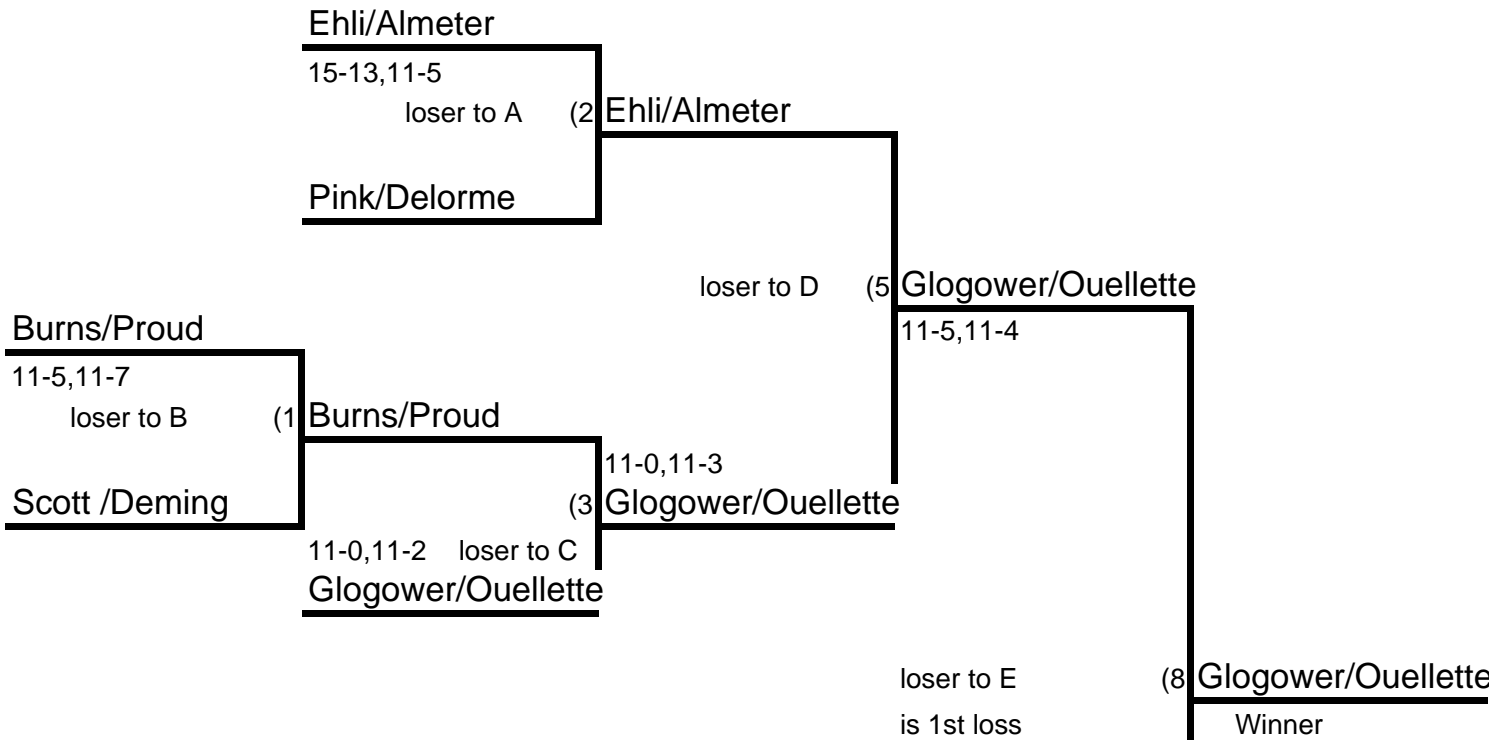 Ehli/Almeter
15-13,11-5
loser to A (2 Ehli/Almeter
Pink/Delorme
loser to D (5 Glogower/Ouellette
Burns/Proud
11-5,11-4
11-5,11-7
loser to B (1 Burns/Proud
11-0,11-3
Scott /Deming (3 Glogower/Ouellette
11-0,11-2 loser to C
Glogower/Ouellette
loser to E (8 Glogower/Ouellette
is 1st loss Winner